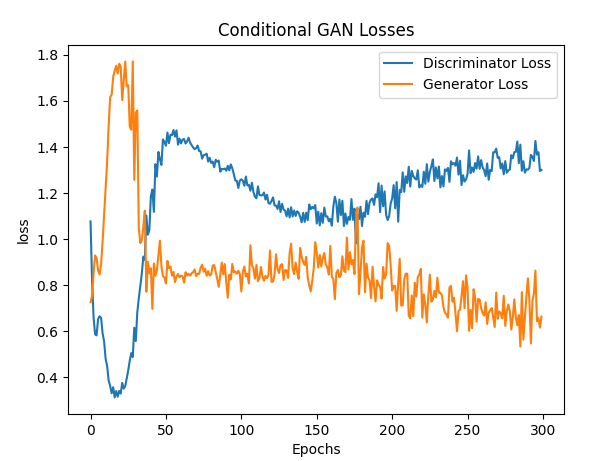 Conditional GAN Losses
Discriminator Loss
Generator Loss
loss
1.8
1.6
1.4
1.2
1.0
0.8
0.6
0.4
0 50 100 150 200 250 300
Epochs